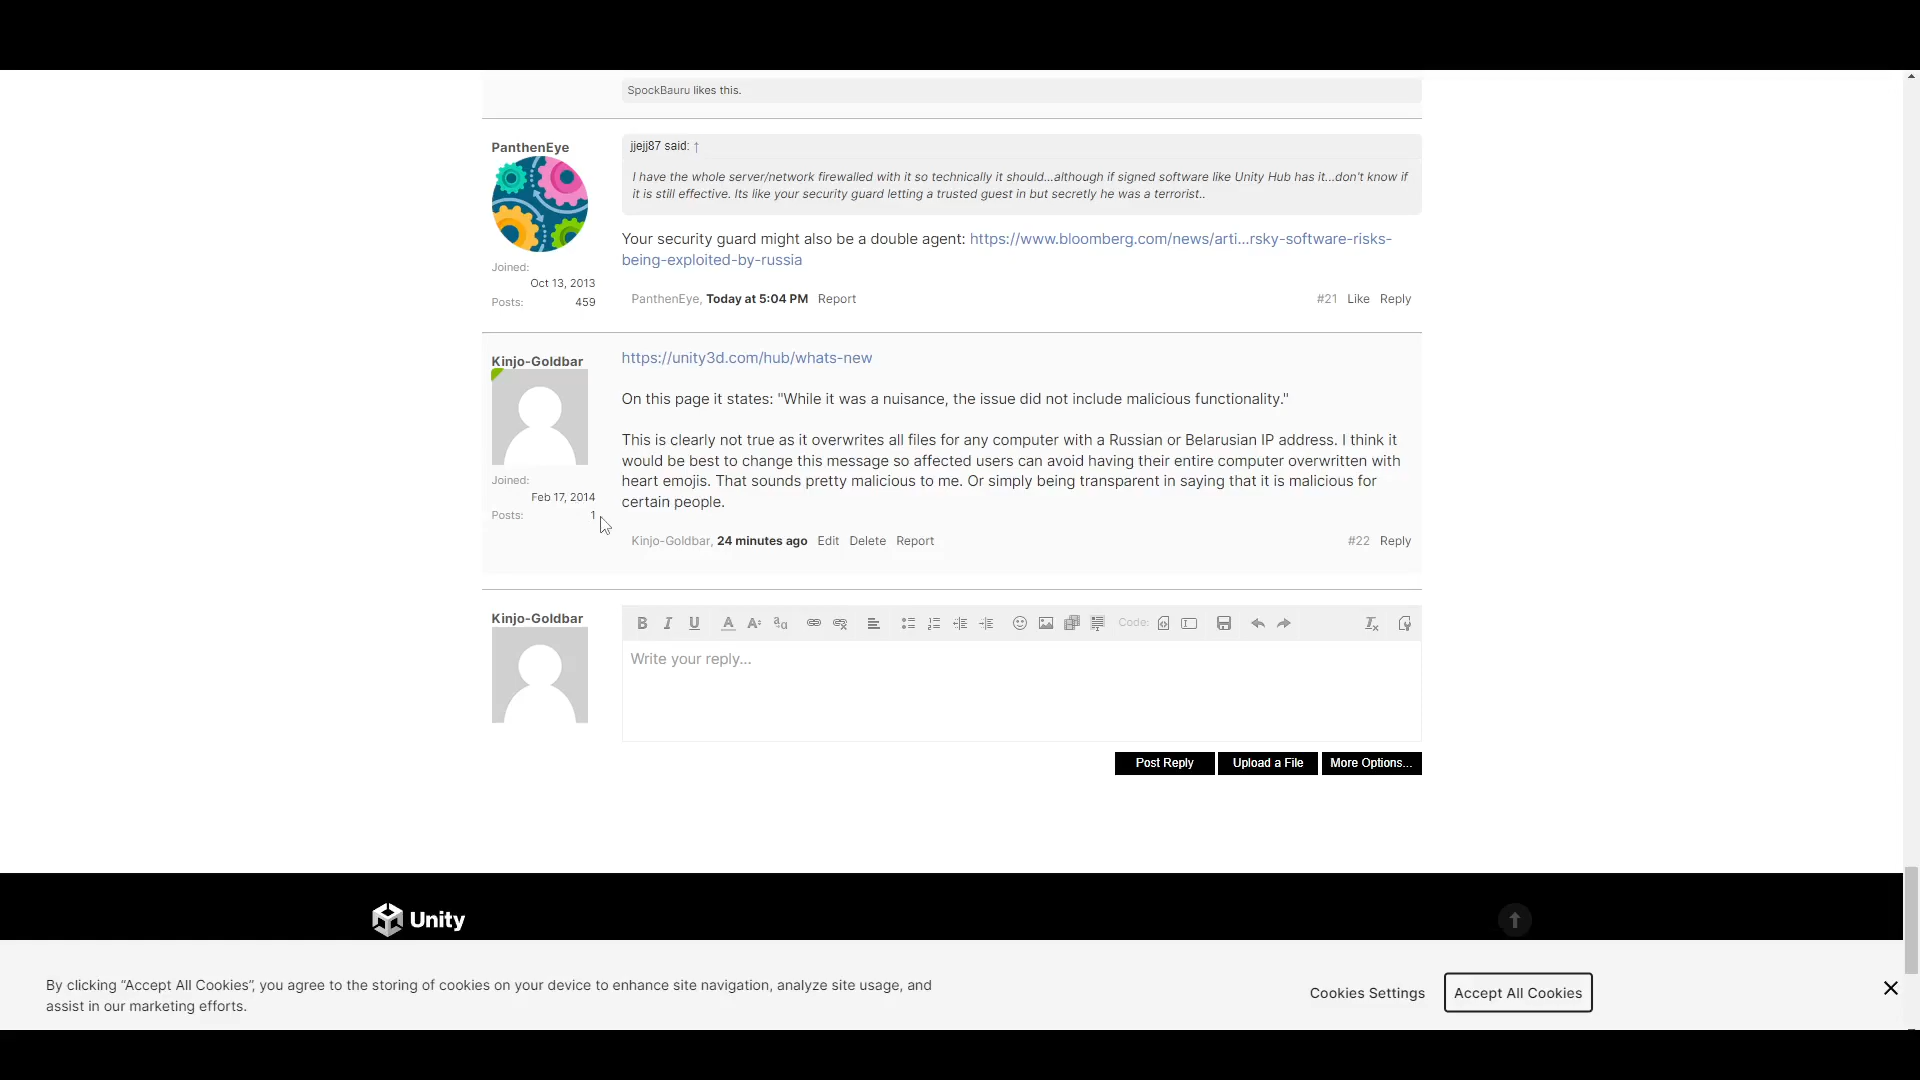 SpockBauru likes this.
PanthenEye
Joined:
Oct 13, 2013
Posts: 459
jjejj87 said: ↑
I have the whole server/network firewalled with it so technically it should...although if signed software like Unity Hub has it...don't know if
it is still effective. Its like your security guard letting a trusted guest in but secretly he was a terrorist..
Your security guard might also be a double agent: https://www.bloomberg.com/news/arti...rsky-software-risks-
being-exploited-by-russia
PanthenEye, Today at 5:04 PM Report #21 Like Reply
Kinjo-Goldbar
Joined:
Feb 17, 2014
Posts: 1
https://unity3d.com/hub/whats-new
On this page it states: "While it was a nuisance, the issue did not include malicious functionality."
This is clearly not true as it overwrites all files for any computer with a Russian or Belarusian IP address. I think it
would be best to change this message so affected users can avoid having their entire computer overwritten with
heart emojis. That sounds pretty malicious to me. Or simply being transparent in saying that it is malicious for
certain people.
Kinjo-Goldbar, 24 minutes ago Edit Delete Report #22 Reply
Kinjo-Goldbar
Code:
Write your reply...
Post Reply Upload a File More Options...
Unity
By clicking “Accept All Cookies”, you agree to the storing of cookies on your device to enhance site navigation, analyze site usage, and
assist in our marketing efforts.
Cookies Settings Accept All Cookies